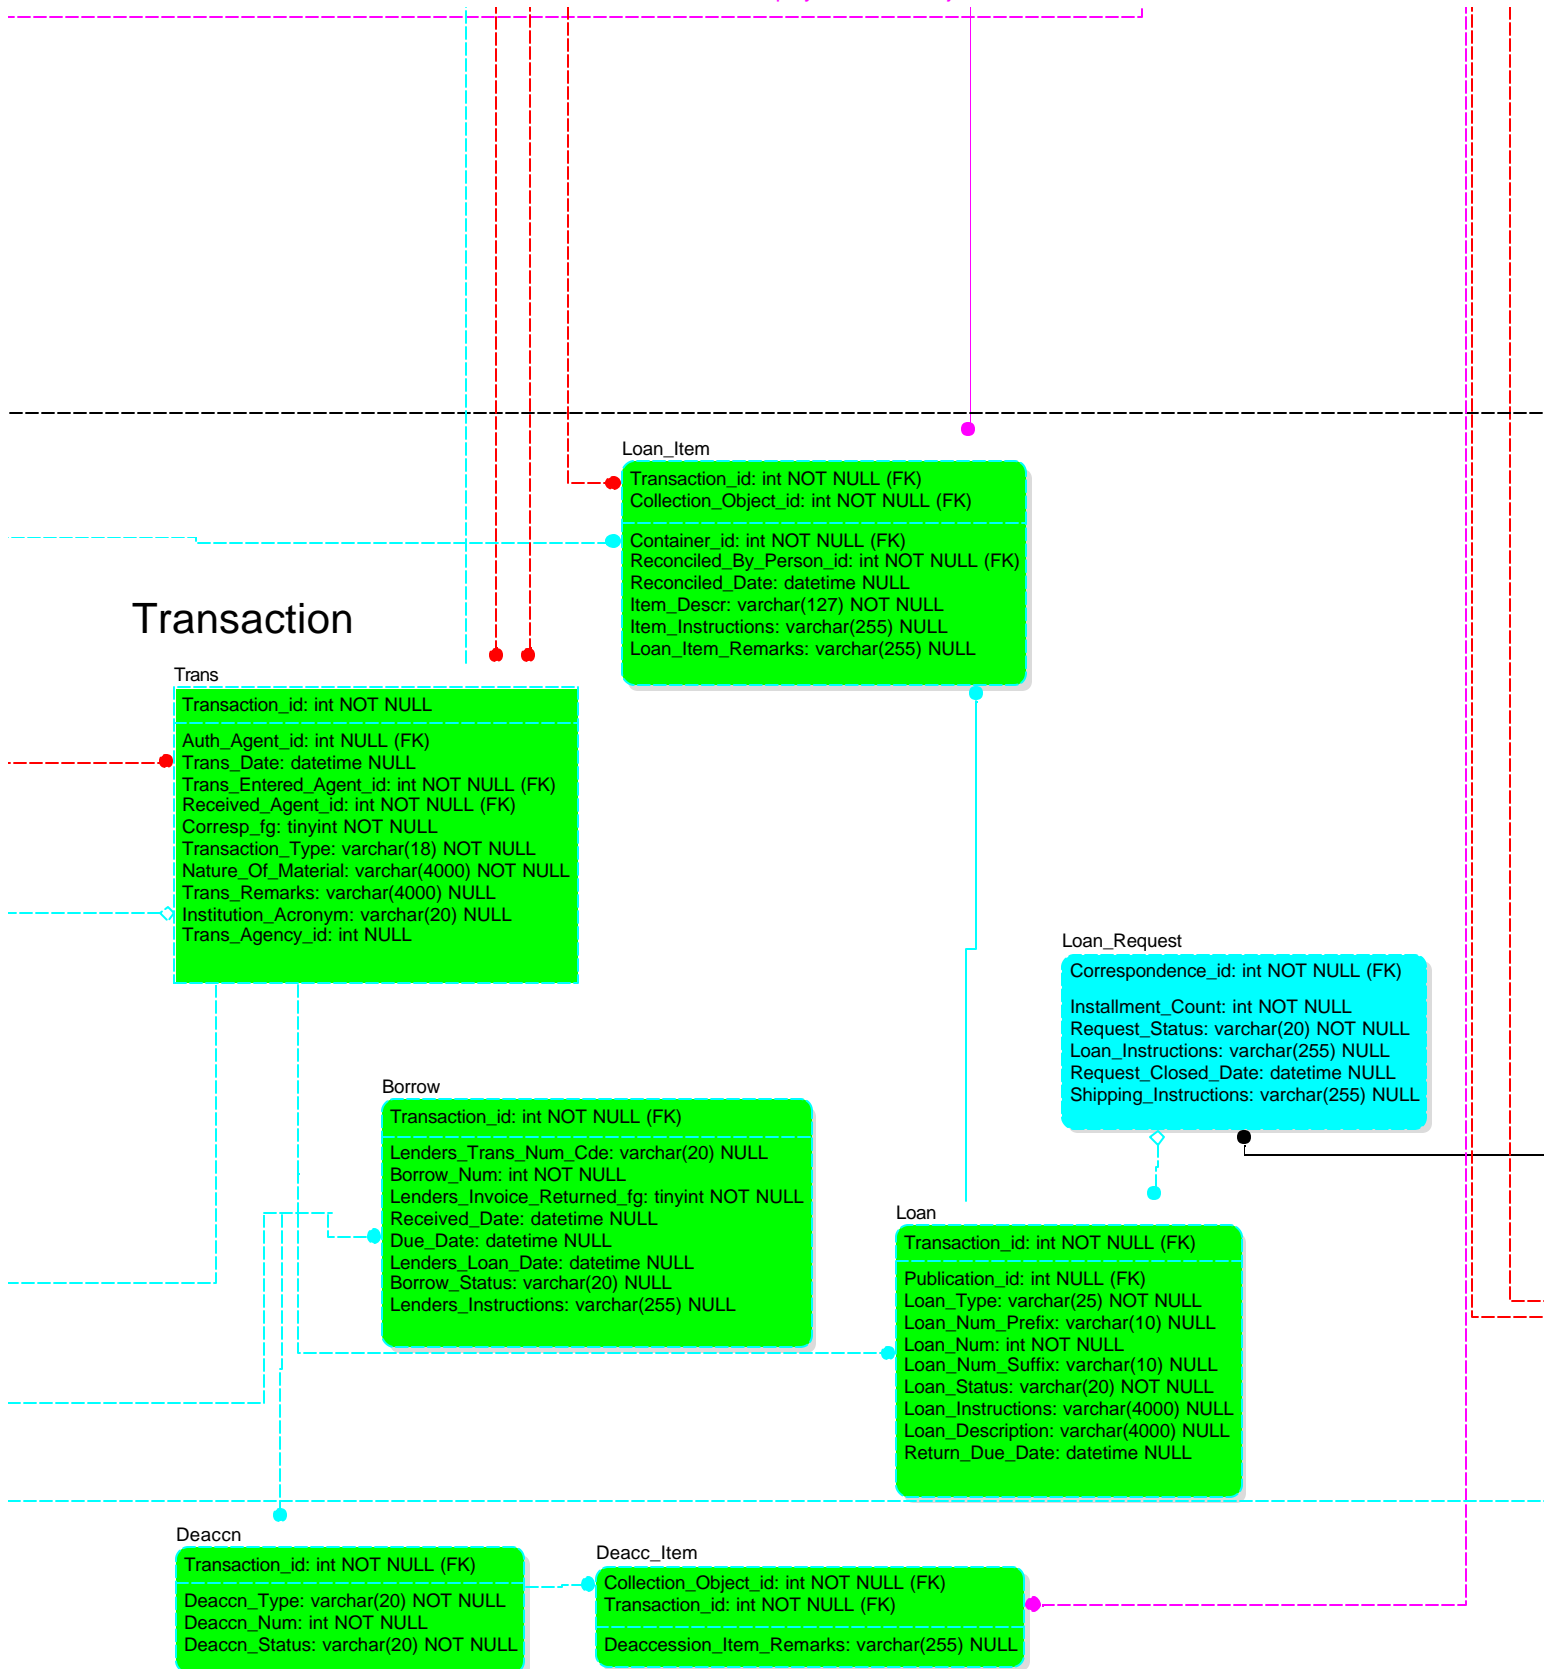 Loan_Item
Transaction_id: int NOT NULL (FK)
Collection_Object_id: int NOT NULL (FK)
Container_id: int NOT NULL (FK)
Reconciled_By_Person_id: int NOT NULL (FK)
Reconciled_Date: datetime NULL
Item_Descr: varchar(127) NOT NULL
Item_Instructions: varchar(255) NULL
Loan_Item_Remarks: varchar(255) NULL
Transaction
Trans
Transaction_id: int NOT NULL
Auth_Agent_id: int NULL (FK)
Trans_Date: datetime NULL
Trans_Entered_Agent_id: int NOT NULL (FK)
Received_Agent_id: int NOT NULL (FK)
Corresp_fg: tinyint NOT NULL
Transaction_Type: varchar(18) NOT NULL
Nature_Of_Material: varchar(4000) NOT NULL
Trans_Remarks: varchar(4000) NULL
Institution_Acronym: varchar(20) NULL
Trans_Agency_id: int NULL
Loan_Request
Correspondence_id: int NOT NULL (FK)
Installment_Count: int NOT NULL
Request_Status: varchar(20) NOT NULL
Loan_Instructions: varchar(255) NULL
Request_Closed_Date: datetime NULL
Shipping_Instructions: varchar(255) NULL
Borrow
Transaction_id: int NOT NULL (FK)
Lenders_Trans_Num_Cde: varchar(20) NULL
Borrow_Num: int NOT NULL
Lenders_Invoice_Returned_fg: tinyint NOT NULL
Received_Date: datetime NULL
Due_Date: datetime NULL
Lenders_Loan_Date: datetime NULL
Borrow_Status: varchar(20) NULL
Lenders_Instructions: varchar(255) NULL
Loan
Transaction_id: int NOT NULL (FK)
Publication_id: int NULL (FK)
Loan_Type: varchar(25) NOT NULL
Loan_Num_Prefix: varchar(10) NULL
Loan_Num: int NOT NULL
Loan_Num_Suffix: varchar(10) NULL
Loan_Status: varchar(20) NOT NULL
Loan_Instructions: varchar(4000) NULL
Loan_Description: varchar(4000) NULL
Return_Due_Date: datetime NULL
Deaccn
Transaction_id: int NOT NULL (FK)
Deaccn_Type: varchar(20) NOT NULL
Deaccn_Num: int NOT NULL
Deaccn_Status: varchar(20) NOT NULL
Deacc_Item
Collection_Object_id: int NOT NULL (FK)
Transaction_id: int NOT NULL (FK)
Deaccession_Item_Remarks: varchar(255) NULL